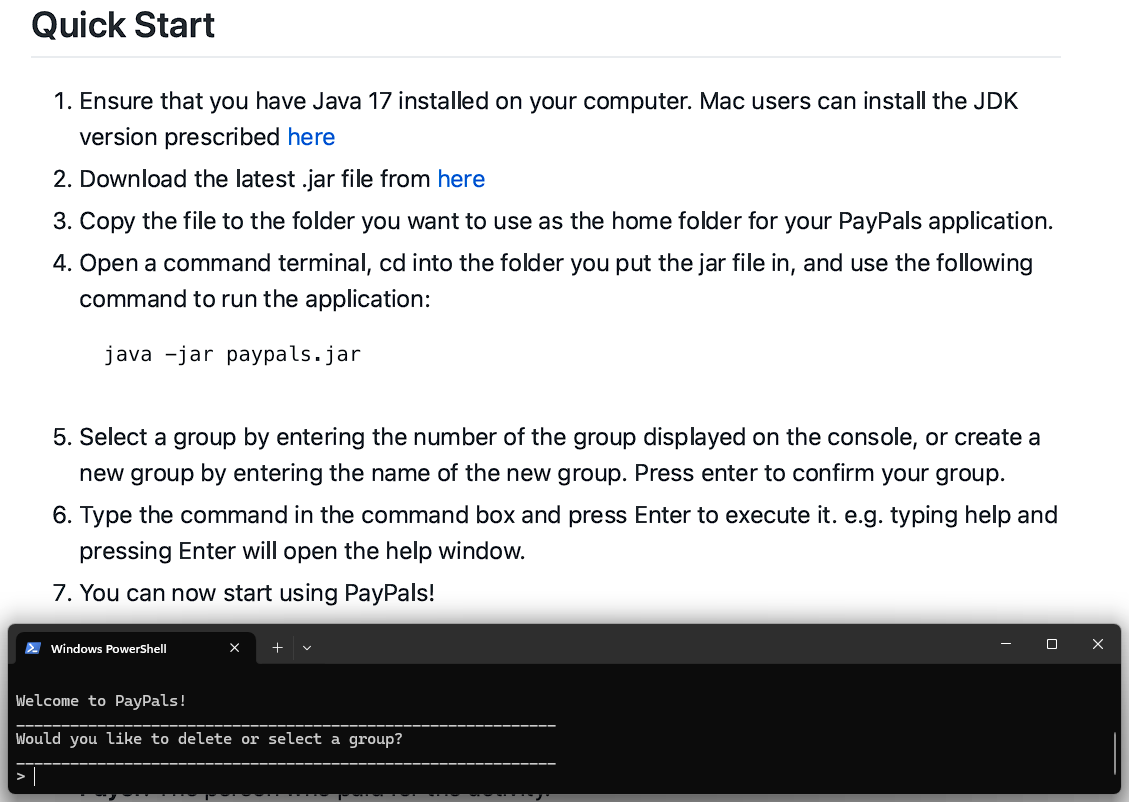 Quick Start
1. Ensure that you have Java 17 installed on your computer. Mac users can install the JDK
version prescribed here
2. Download the latest .jar file from here
3. Copy the file to the folder you want to use as the home folder for your PayPals application.
4. Open a command terminal, cd into the folder you put the jar file in, and use the following
command to run the application:
java -jar paypals.jar
5. Select a group by entering the number of the group displayed on the console, or create a
new group by entering the name of the new group. Press enter to confirm your group.
6. Type the command in the command box and press Enter to execute it. e.g. typing help and
pressing Enter will open the help window.
7. You can now start using PayPals!
Windows PowerShell
Welcome to PayPals!
____________________________________________________________
Would you like to delete or select a group?
____________________________________________________________
>